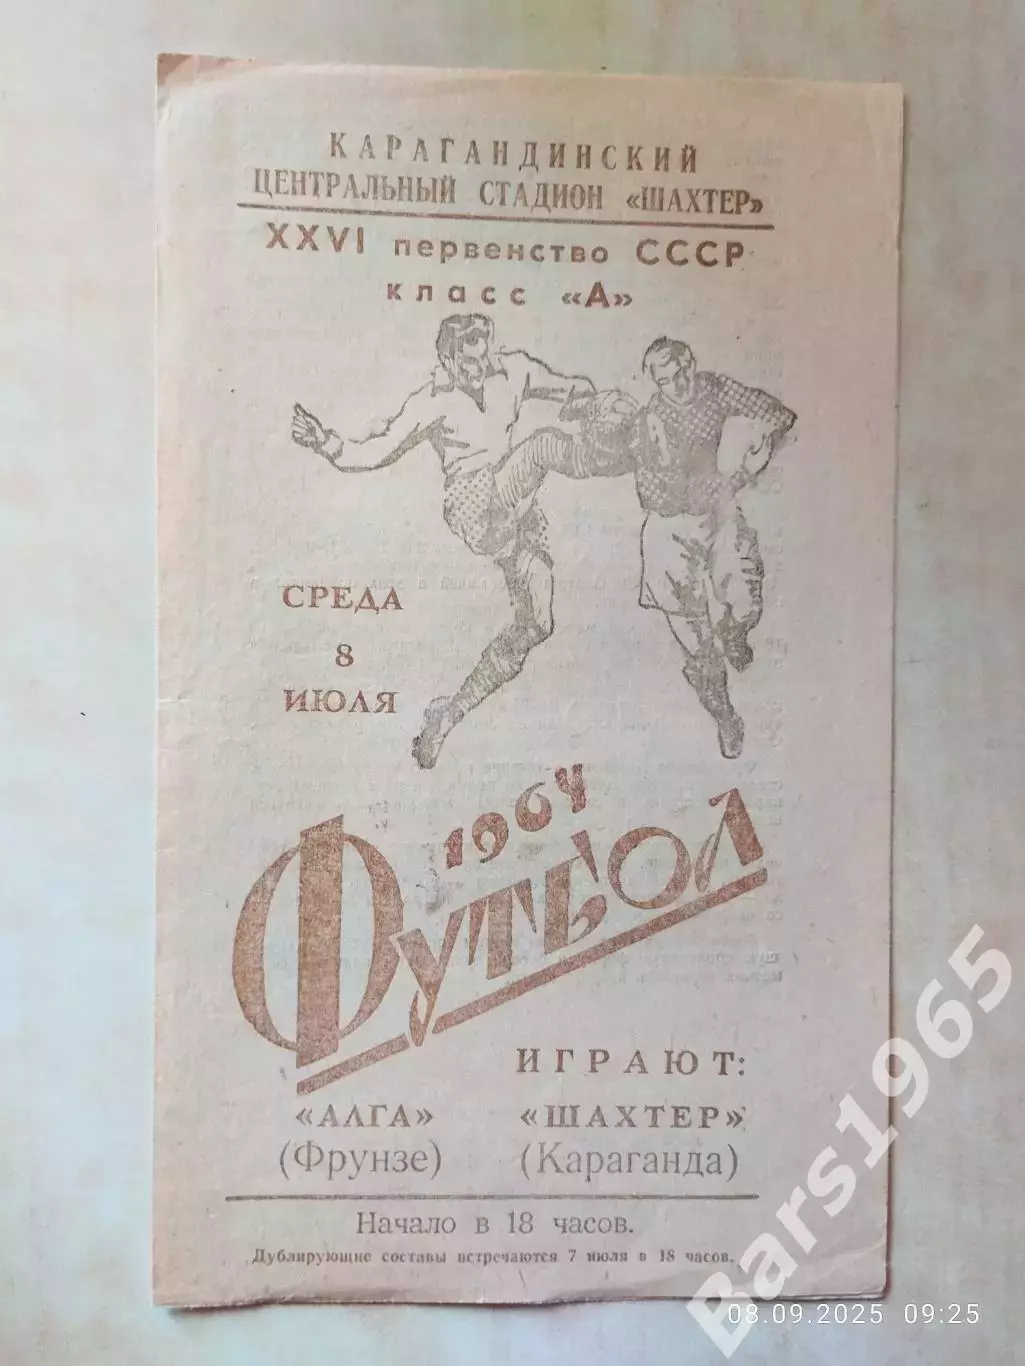 КАРАГАНДИНСКИЙ
ЦЕНТРАЛЬНЫЙ СТАДИОН «ШАХТЕР»
XXVI первенство СССР
класс «А»
СРЕДА
8
ИЮЛЯ
1964
ФУТБОЛ
ИГРАЮТ:
«АЛГА» «ШАХТЕР»
(Фрунзе) (Караганда)
Начало в 18 часов.
Дублирующие составы встречаются 7 июля в 18 часов.
Bars1965
08.09.2025 09:25